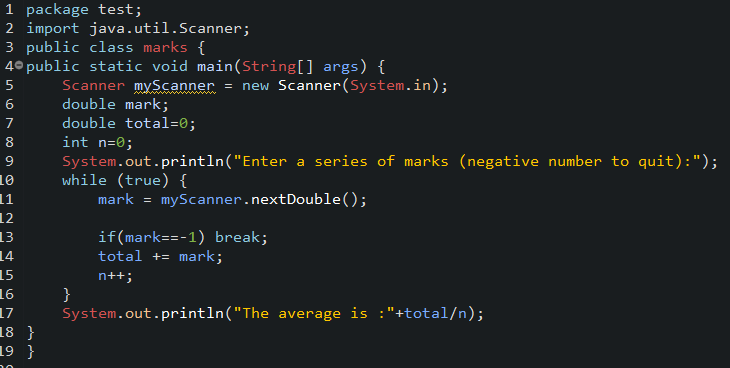 1 package test;
2 import java.util.Scanner;
3 public class marks {
4 public static void main(String[] args) {
5 Scanner myScanner = new Scanner(System.in);
6 double mark;
7 double total=0;
8 int n=0;
9 System.out.println("Enter a series of marks (negative number to quit):");
10 while (true) {
11 mark = myScanner.nextDouble();
12
13 if(mark==-1) break;
14 total += mark;
15 n++;
16 }
17 System.out.println("The average is :"+total/n);
18 }
19 }